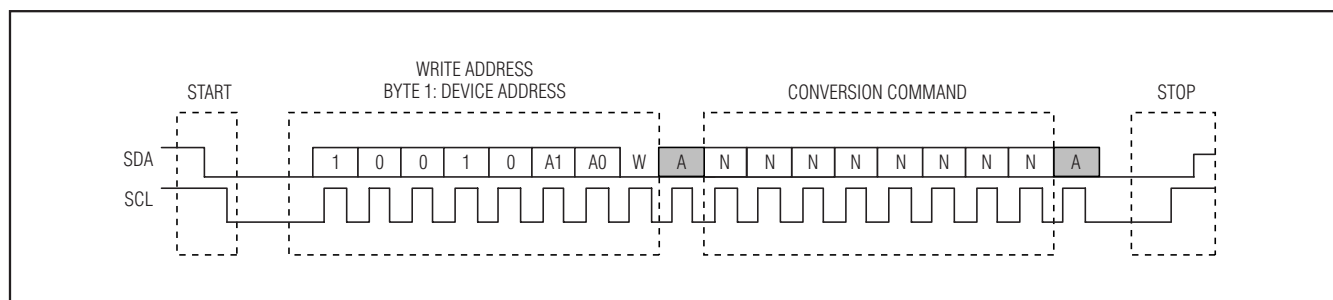 WRITE ADDRESS
START BYTE 1: DEVICE ADDRESS CONVERSION COMMAND STOP
SDA 1 0 0 1 0 A1 A0 W A N N N N N N N N A
SCL